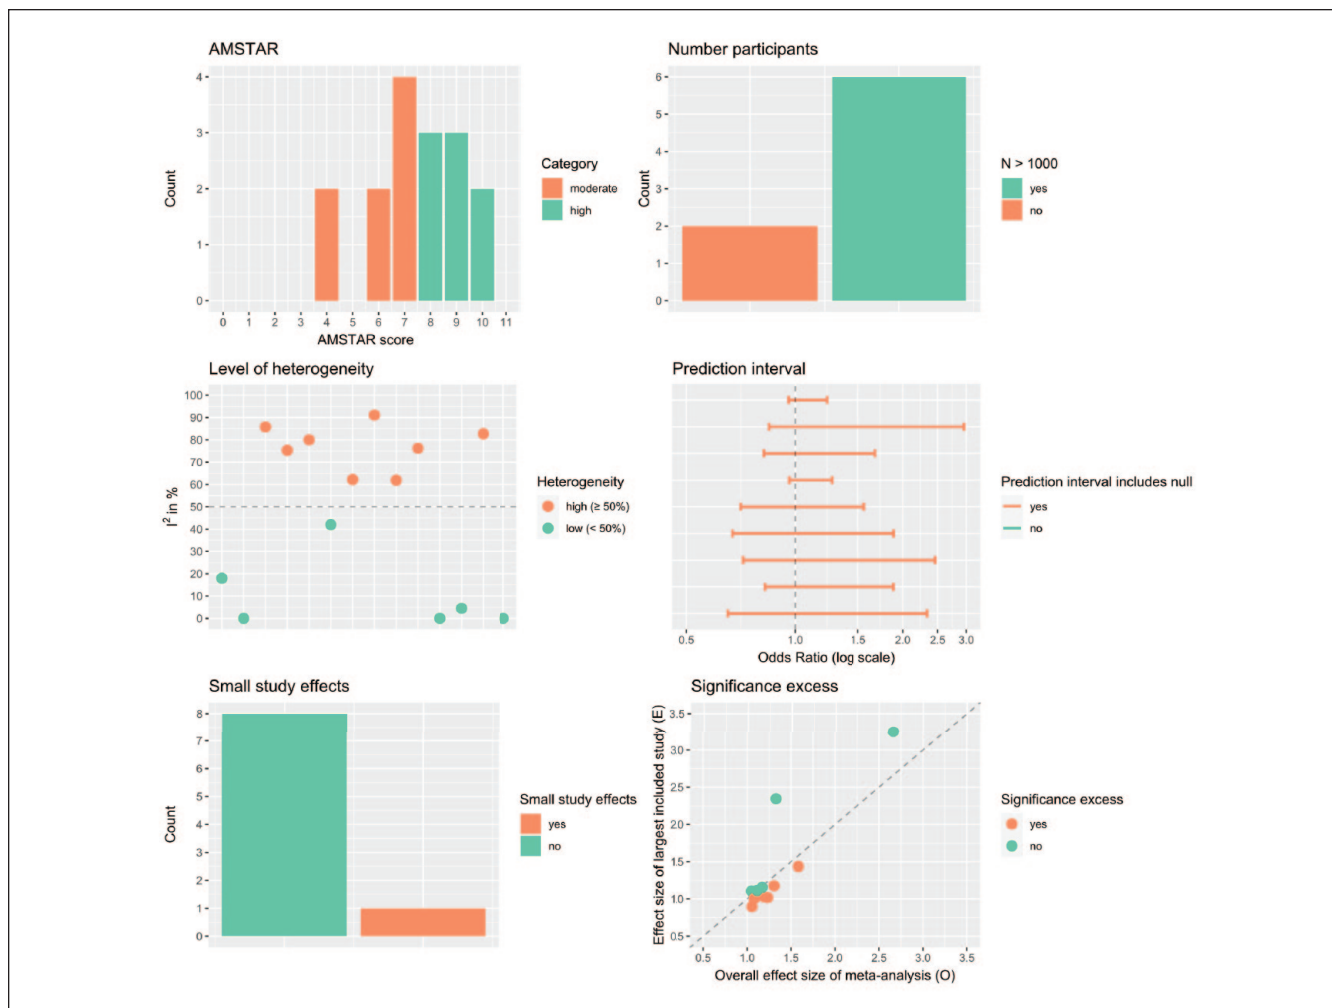 AMSTAR
Count
4
3
2
1
0
0 1 2 3 4 5 6 7 8 9 10 11
AMSTAR score
Category
moderate
high
Number participants
Count
6
5
4
3
2
1
0
N > 1000
yes
no
Level of heterogeneity
I² in %
100
90
80
70
60
50
40
30
20
10
0
Heterogeneity
high (≥ 50%)
low (< 50%)
Prediction interval
0.5 1.0 1.5 2.0 2.5 3.0
Odds Ratio (log scale)
Prediction interval includes null
yes
no
Small study effects
Count
8
7
6
5
4
3
2
1
0
Small study effects
yes
no
Significance excess
Effect size of largest included study (E)
3.5
3.0
2.5
2.0
1.5
1.0
0.5
0.5 1.0 1.5 2.0 2.5 3.0 3.5
Overall effect size of meta-analysis (O)
Significance excess
yes
no